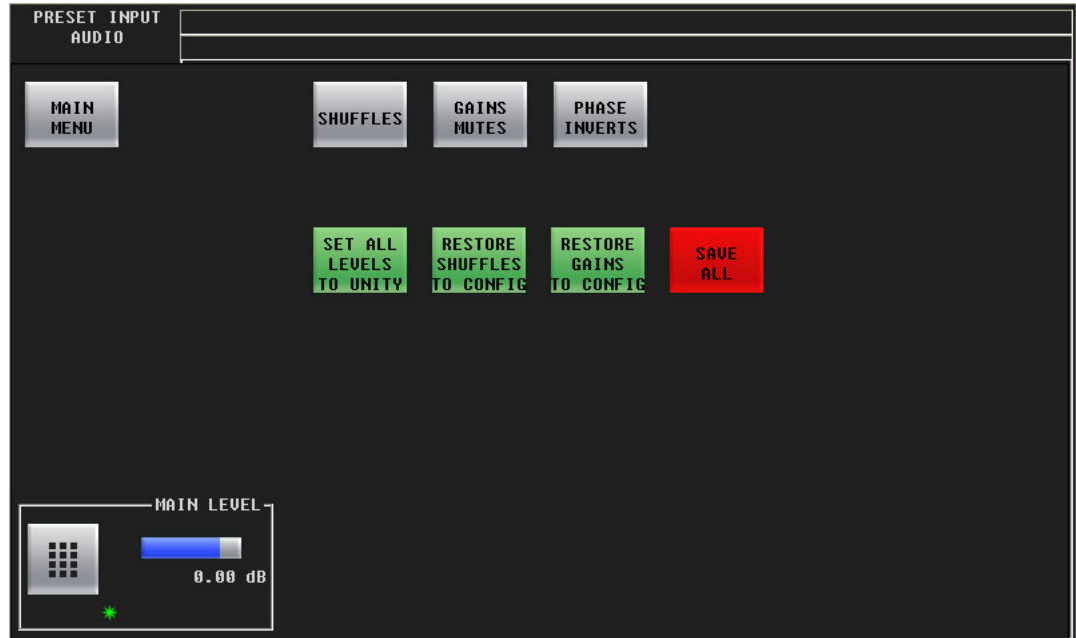 PRESET INPUT
AUDIO
MAIN
MENU
SHUFFLES
GAINS
MUTES
PHASE
INVERTS
SET ALL
LEVELS
TO UNITY
RESTORE
SHUFFLES
TO CONFIG
RESTORE
GAINS
TO CONFIG
SAVE
ALL
MAIN LEVEL
0.00 dB